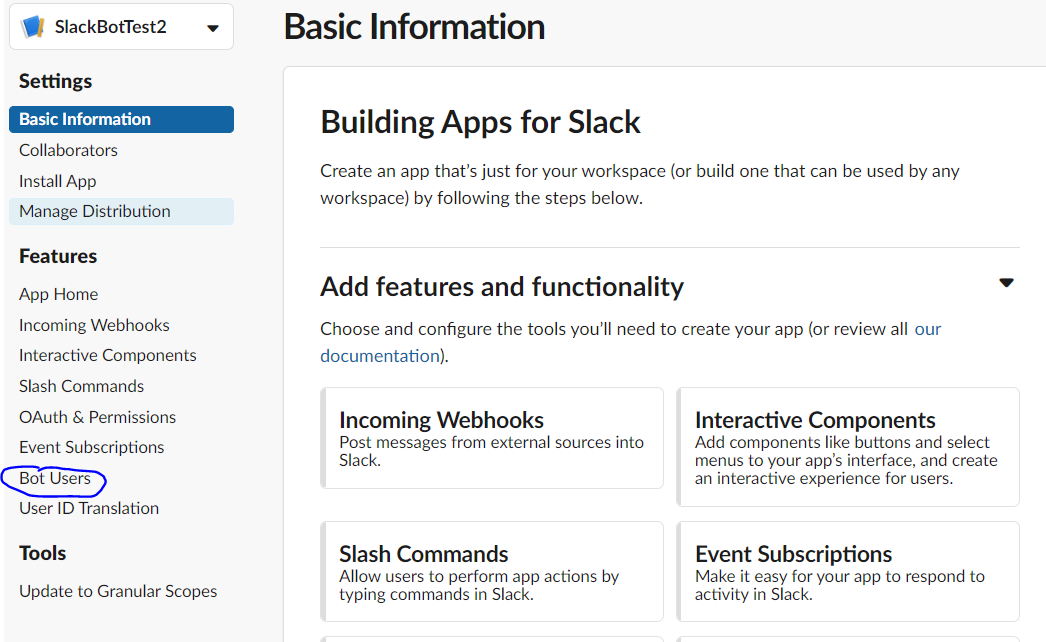 SlackBotTest2
Settings
Basic Information
Collaborators
Install App
Manage Distribution
Features
App Home
Incoming Webhooks
Interactive Components
Slash Commands
OAuth & Permissions
Event Subscriptions
Bot Users
User ID Translation
Tools
Update to Granular Scopes
Basic Information
Building Apps for Slack
Create an app that’s just for your workspace (or build one that can be used by any
workspace) by following the steps below.
Add features and functionality
Choose and configure the tools you’ll need to create your app (or review all our
documentation).
Incoming Webhooks
Post messages from external sources into
Slack.
Interactive Components
Add components like buttons and select
menus to your app’s interface, and create
an interactive experience for users.
Slash Commands
Allow users to perform app actions by
typing commands in Slack.
Event Subscriptions
Make it easy for your app to respond to
activity in Slack.